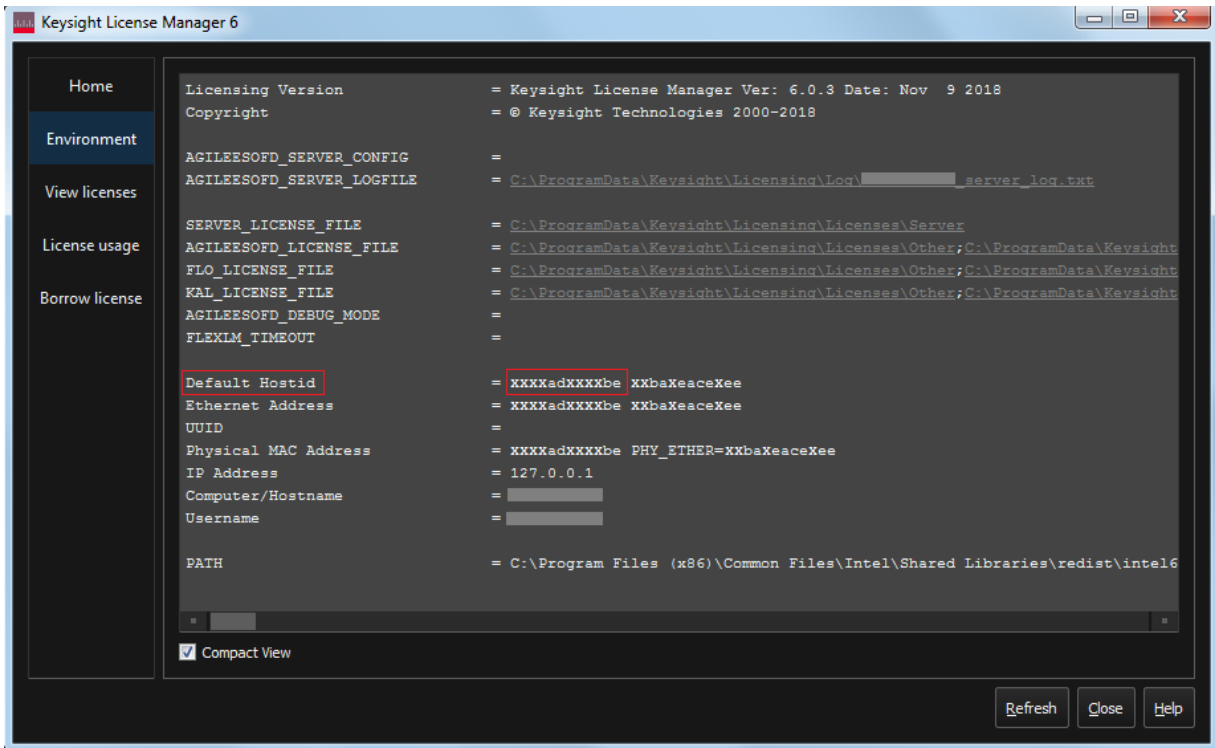 Keysight License Manager 6
Home
Environment
View licenses
License usage
Borrow license
Licensing Version = Keysight License Manager Ver: 6.0.3 Date: Nov 9 2018
Copyright = © Keysight Technologies 2000-2018
AGILEESOFD_SERVER_CONFIG =
AGILEESOFD_SERVER_LOGFILE = C:\ProgramData\Keysight\Licensing\Log\ _server_log.txt
SERVER_LICENSE_FILE = C:\ProgramData\Keysight\Licensing\Licenses\Server
AGILEESOFD_LICENSE_FILE = C:\ProgramData\Keysight\Licensing\Licenses\Other;C:\ProgramData\Keysight
FLO_LICENSE_FILE = C:\ProgramData\Keysight\Licensing\Licenses\Other;C:\ProgramData\Keysight
KAL_LICENSE_FILE = C:\ProgramData\Keysight\Licensing\Licenses\Other;C:\ProgramData\Keysight
AGILEESOFD_DEBUG_MODE =
FLEXLM_TIMEOUT =
Default Hostid = XXXXadXXXXbe XXbaXeaceXee
Ethernet Address = XXXXadXXXXbe XXbaXeaceXee
UUID =
Physical MAC Address = XXXXadXXXXbe PHY_ETHER=XXbaXeaceXee
IP Address = 127.0.0.1
Computer/Hostname =
Username =
PATH = C:\Program Files (x86)\Common Files\Intel\Shared Libraries\redist\intel6
Compact View
Refresh
Close
Help